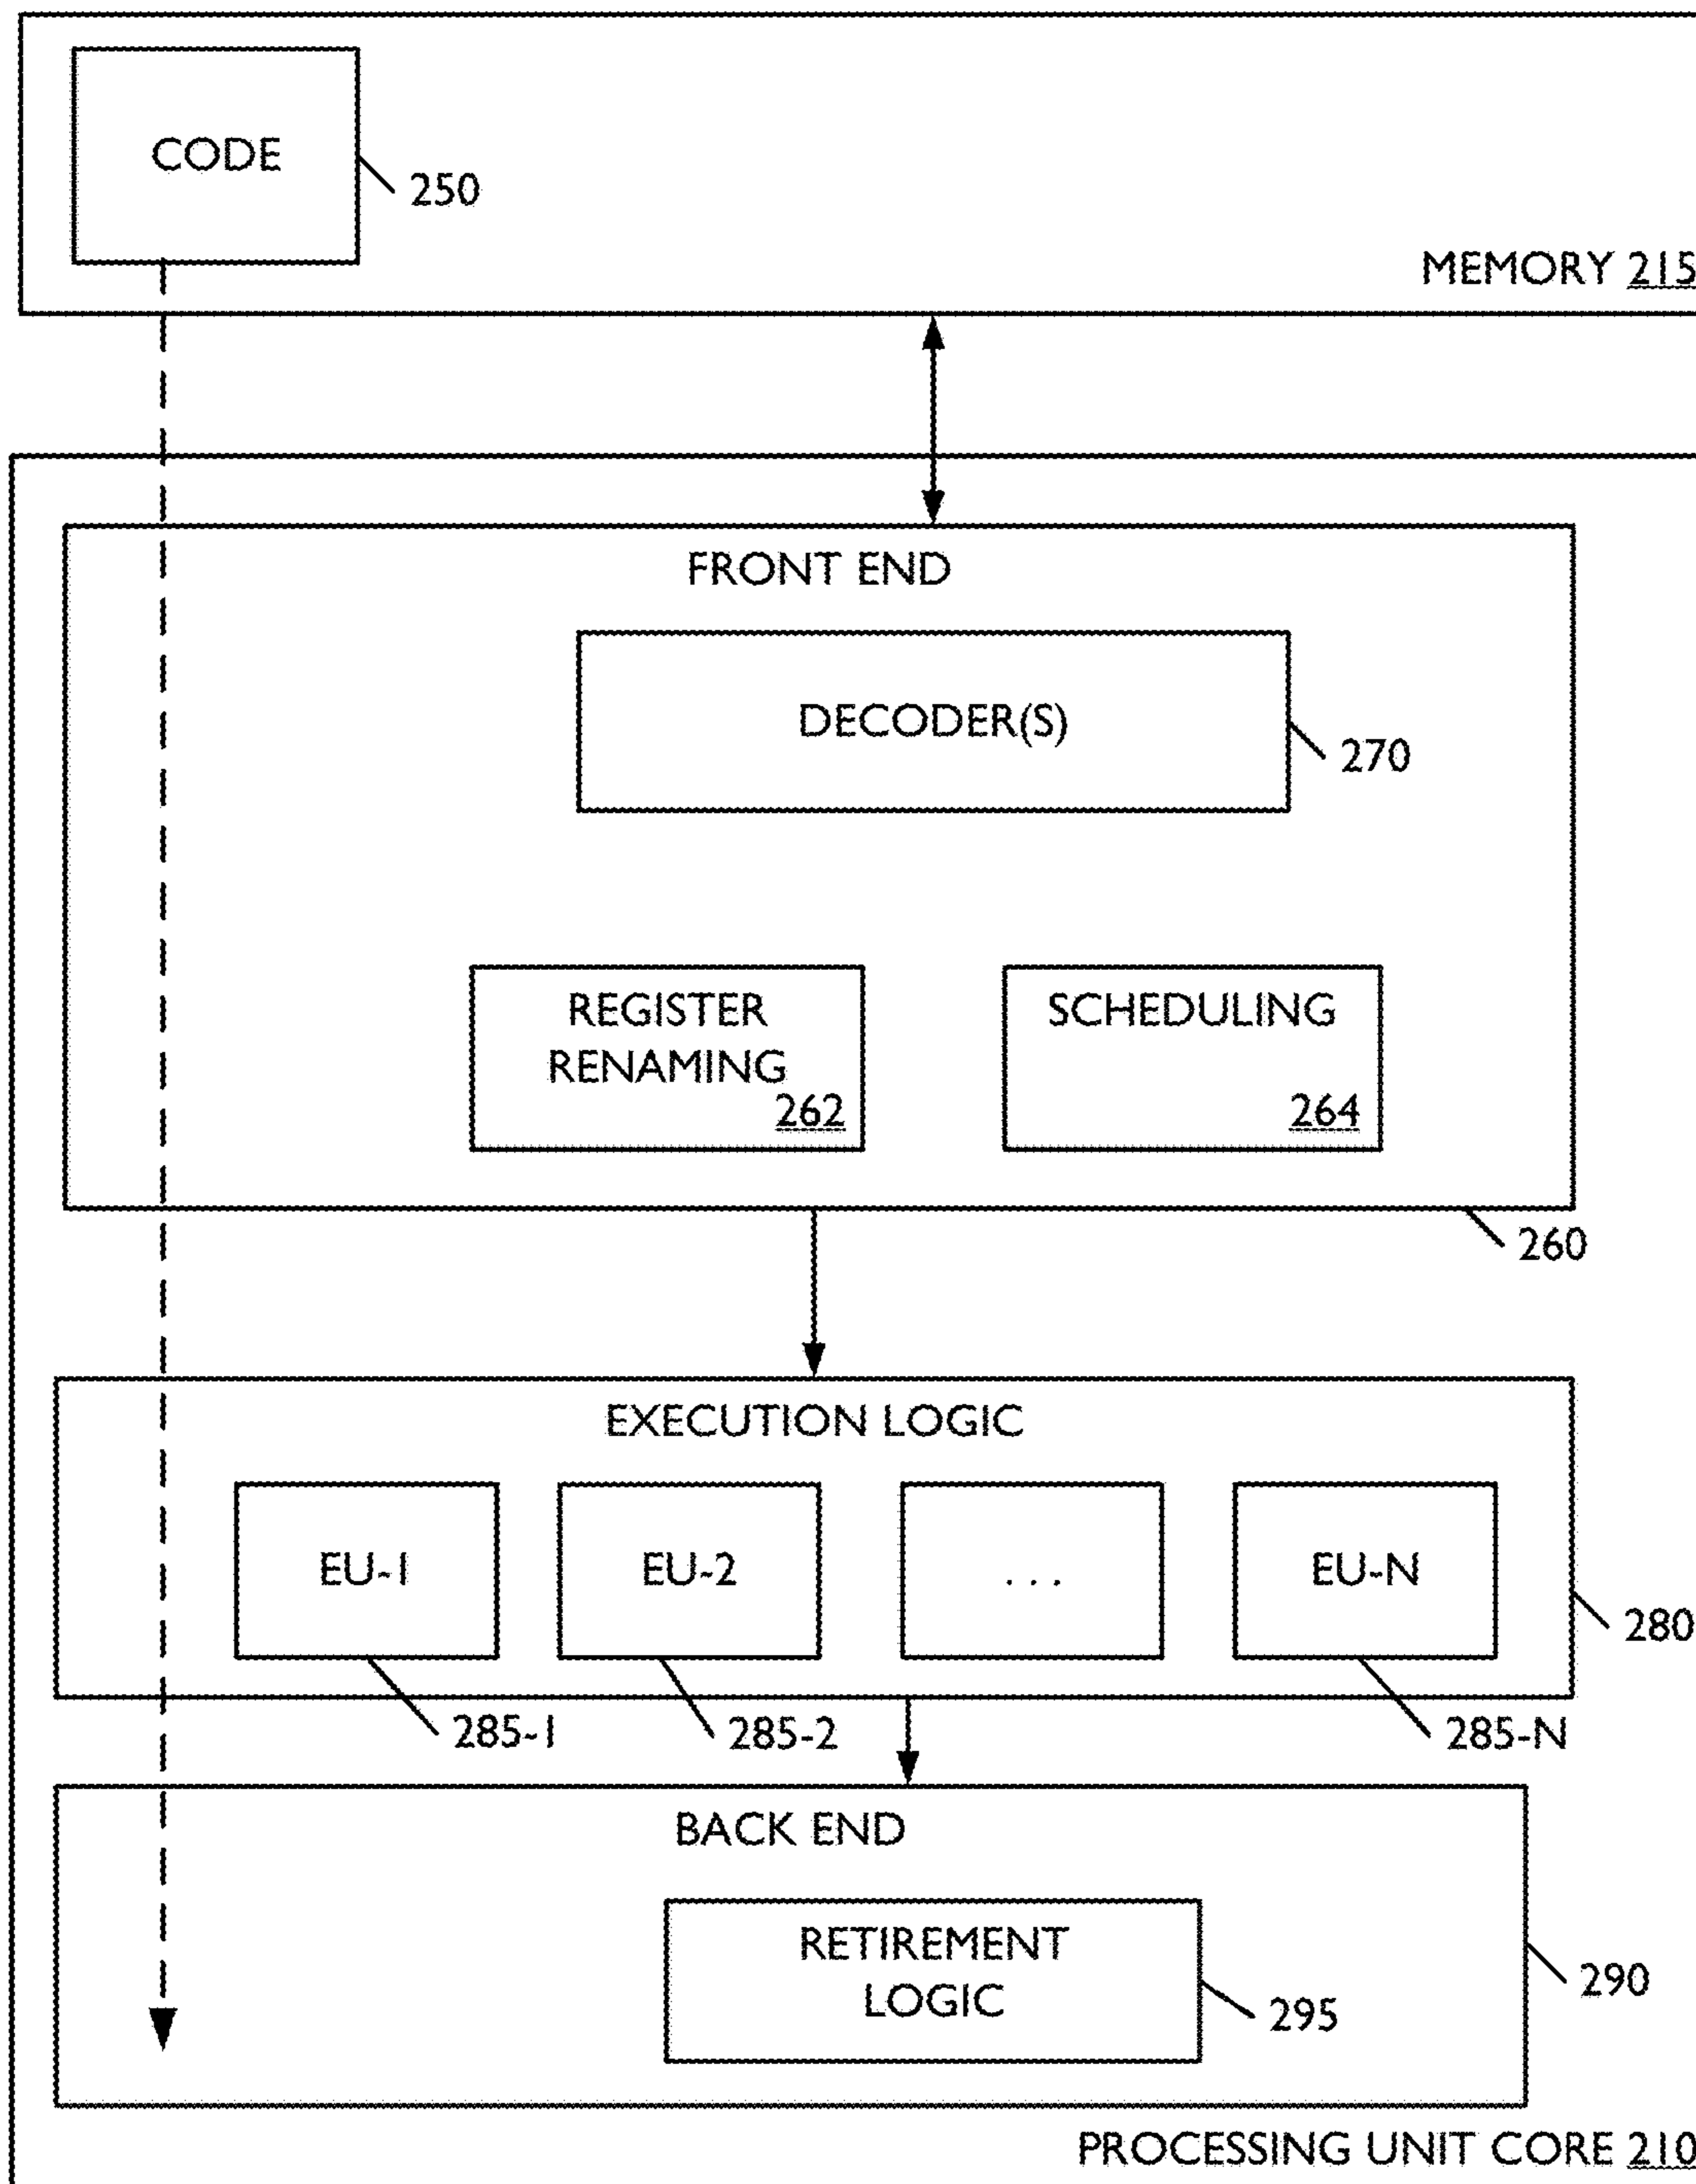 CODE
250
MEMORY 215
FRONT END
DECODER(S)
270
REGISTER
RENAMING
262
SCHEDULING
264
260
EXECUTION LOGIC
EU-1
EU-2
...
EU-N
280
285-1
285-2
285-N
BACK END
RETIREMENT
LOGIC
295
290
PROCESSING UNIT CORE 210